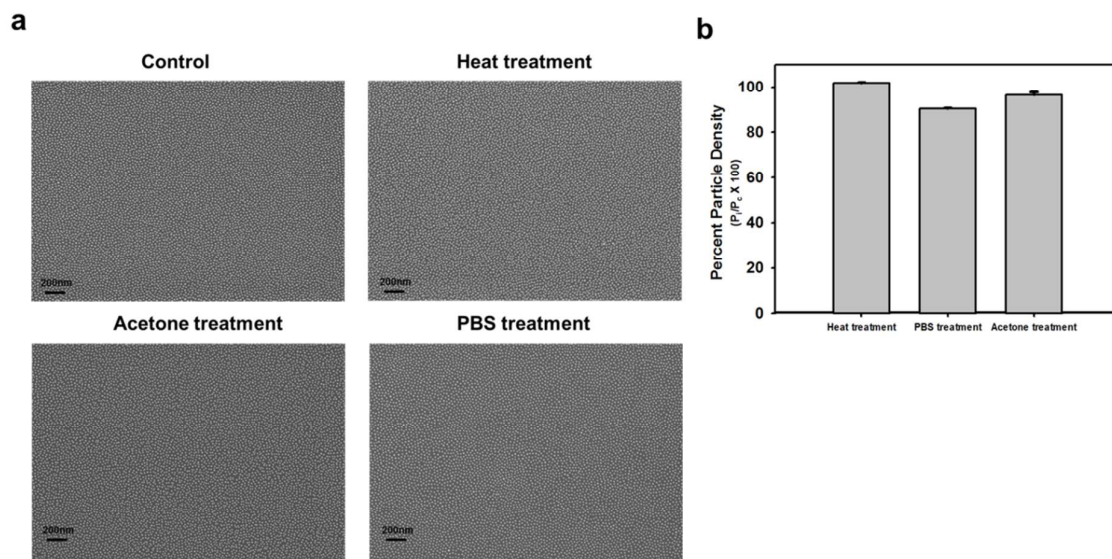 a
Control
Heat treatment
200nm
200nm
Acetone treatment
PBS treatment
200nm
200nm
b
Percent Particle Density
(Pᵢ/P꜀ X 100)
100
80
60
40
20
0
Heat treatment
PBS treatment
Acetone treatment